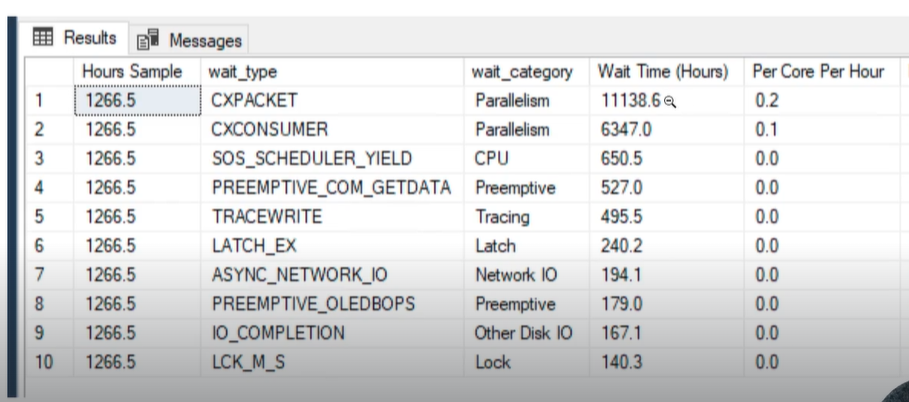 Results Messages
Hours Sample wait_type wait_category Wait Time (Hours) Per Core Per Hour
1 1266.5 CXPACKET Parallelism 11138.6 0.2
2 1266.5 CXCONSUMER Parallelism 6347.0 0.1
3 1266.5 SOS_SCHEDULER_YIELD CPU 650.5 0.0
4 1266.5 PREEMPTIVE_COM_GETDATA Preemptive 527.0 0.0
5 1266.5 TRACEWRITE Tracing 495.5 0.0
6 1266.5 LATCH_EX Latch 240.2 0.0
7 1266.5 ASYNC_NETWORK_IO Network IO 194.1 0.0
8 1266.5 PREEMPTIVE_OLEDBOPS Preemptive 179.0 0.0
9 1266.5 IO_COMPLETION Other Disk IO 167.1 0.0
10 1266.5 LCK_M_S Lock 140.3 0.0